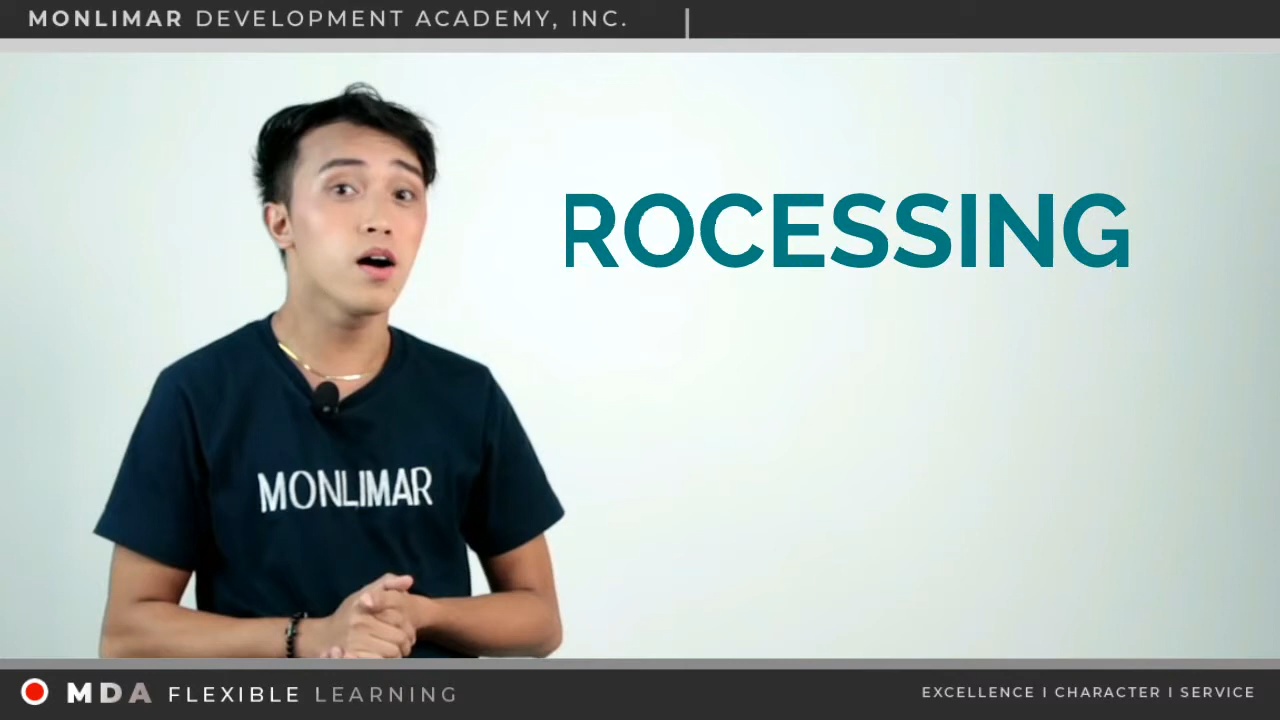 MONLIMAR DEVELOPMENT ACADEMY, INC.
ROCESSING
MONLIMAR
MDA FLEXIBLE LEARNING
EXCELLENCE I CHARACTER I SERVICE